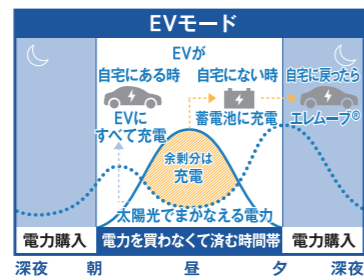 EVモード
EVが
自宅にある時
自宅にない時
自宅に戻ったら
EVに
すべて充電
蓄電池に充電
エレムーブ®
余剰分は
充電
太陽光でまかなえる電力
電力購入
電力を買わなくて済む時間帯
電力購入
深夜
朝
昼
夕
深夜